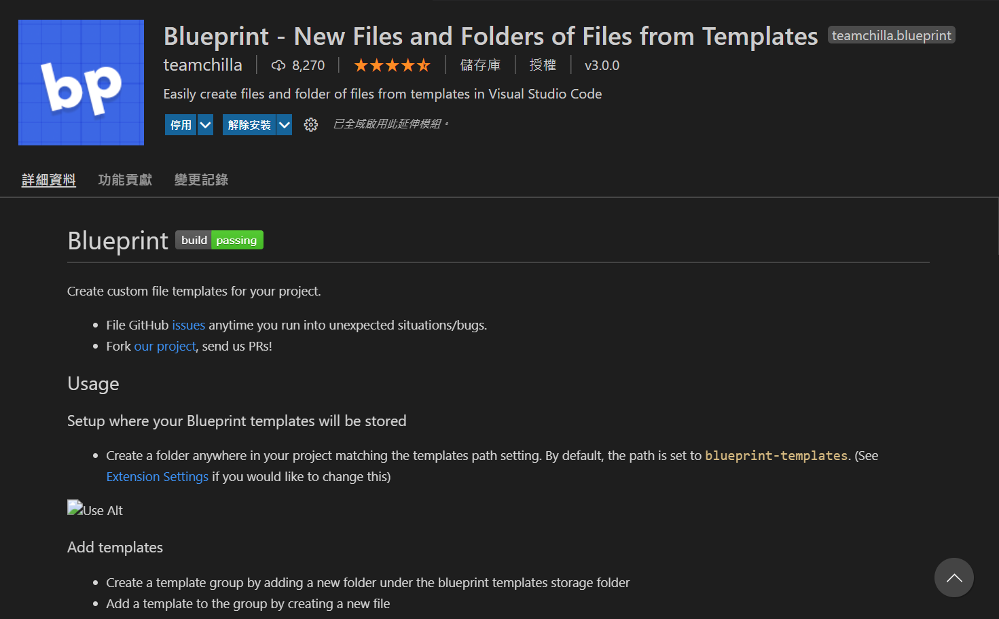 bp
Blueprint - New Files and Folders of Files from Templates teamchilla.blueprint
teamchilla 8,270 儲存庫 授權 v3.0.0
Easily create files and folder of files from templates in Visual Studio Code
停用 解除安裝 已全域啟用此延伸模組。
詳細資料 功能貢獻 變更記錄
Blueprint build passing
Create custom file templates for your project.
• File GitHub issues anytime you run into unexpected situations/bugs.
• Fork our project, send us PRs!
Usage
Setup where your Blueprint templates will be stored
• Create a folder anywhere in your project matching the templates path setting. By default, the path is set to blueprint-templates. (See
Extension Settings if you would like to change this)
Use Alt
Add templates
• Create a template group by adding a new folder under the blueprint templates storage folder
• Add a template to the group by creating a new file